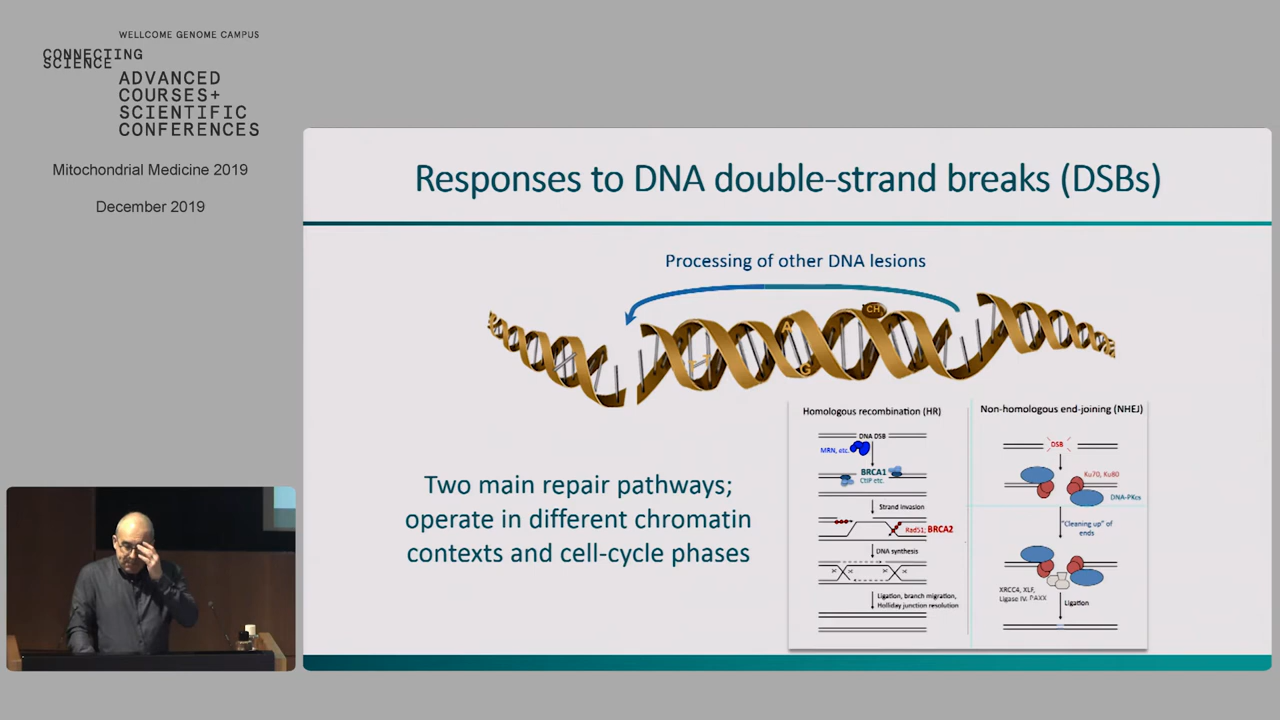 WELLCOME GENOME CAMPUS
CONNECTING
SCIENCE
ADVANCED
COURSES+
SCIENTIFIC
CONFERENCES
Mitochondrial Medicine 2019
December 2019
Responses to DNA double-strand breaks (DSBs)
Processing of other DNA lesions
CH
A
G
Two main repair pathways;
operate in different chromatin
contexts and cell-cycle phases
Homologous recombination (HR)
DNA DSB
MRN, etc.
BRCA1
CtIP etc.
Strand invasion
Rad51, BRCA2
DNA synthesis
Ligation, branch migration,
Holliday junction resolution
Non-homologous end-joining (NHEJ)
DSB
Ku70, Ku80
DNA-PKcs
"Cleaning up" of
ends
XRCC4, XLF,
Ligase IV, PAXX
Ligation